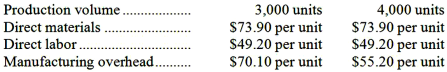 Production volume .................... 3,000 units 4,000 units
Direct materials ......................... $73.90 per unit $73.90 per unit
Direct labor ................................ $49.20 per unit $49.20 per unit
Manufacturing overhead .......... $70.10 per unit $55.20 per unit